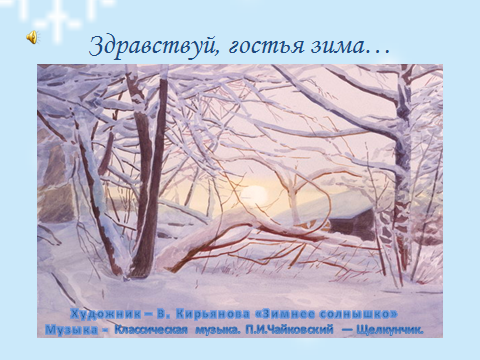 Здравствуй, гостья зима…
Художник – В. Кирьянова «Зимнее солнышко»
Музыка - Классическая музыка. П.И.Чайковский — Щелкунчик.